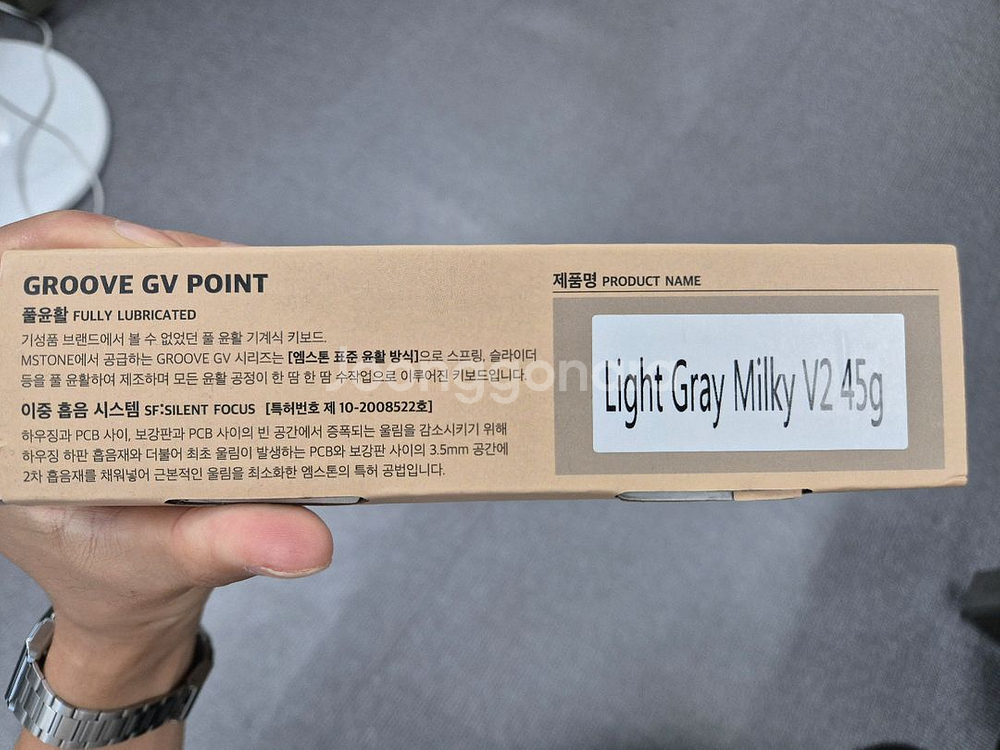 GROOVE GV POINT
풀윤활 FULLY LUBRICATED
기성품 브랜드에서 볼 수 없었던 풀 윤활 기계식 키보드.
MSTONE에서 공급하는 GROOVE GV 시리즈는 [엠스톤 표준 윤활 방식]으로 스프링, 슬라이더
등을 풀 윤활하여 제조하며 모든 윤활 공정이 한 땀 한 땀 수작업으로 이루어진 키보드입니다.
이중 흡음 시스템 SF:SILENT FOCUS [특허번호 제 10-2008522호]
하우징과 PCB 사이, 보강판과 PCB 사이의 빈 공간에서 증폭되는 울림을 감소시키기 위해
하우징 하판 흡음재와 더불어 최초 울림이 발생하는 PCB와 보강판 사이의 3.5mm 공간에
2차 흡음재를 채워넣어 근본적인 울림을 최소화한 엠스톤의 특허 공법입니다.
제품명 PRODUCT NAME
Light Gray Milky V2 45g